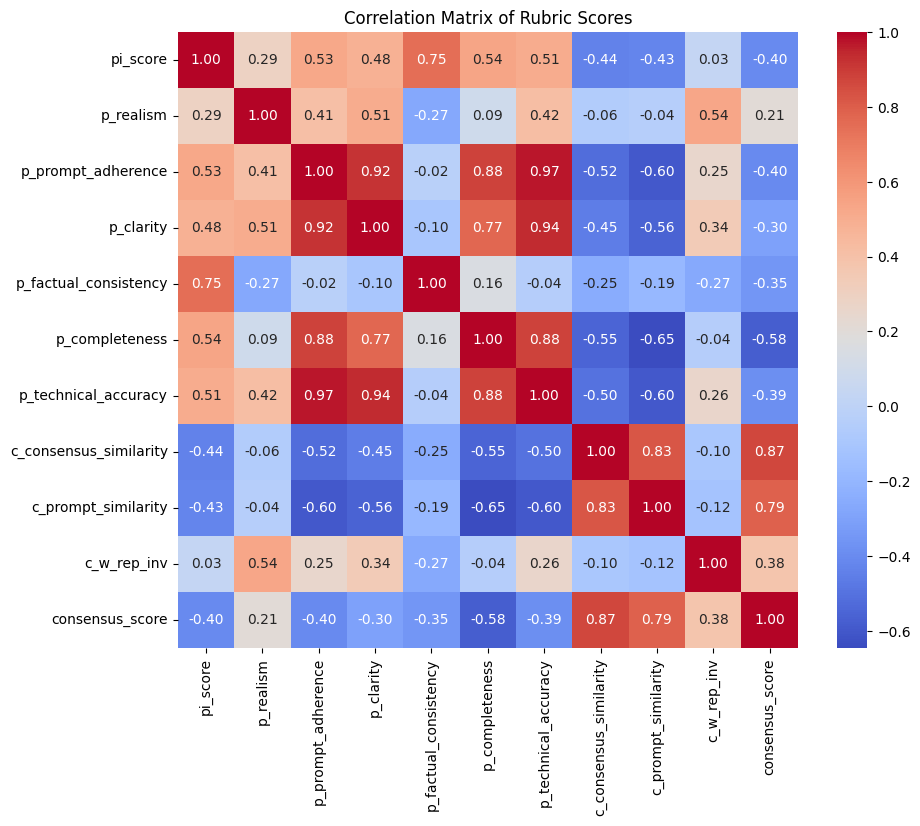 Correlation Matrix of Rubric Scores
pi_score 1.00 0.29 0.53 0.48 0.75 0.54 0.51 -0.44 -0.43 0.03 -0.40
p_realism 0.29 1.00 0.41 0.51 -0.27 0.09 0.42 -0.06 -0.04 0.54 0.21
p_prompt_adherence 0.53 0.41 1.00 0.92 -0.02 0.88 0.97 -0.52 -0.60 0.25 -0.40
p_clarity 0.48 0.51 0.92 1.00 -0.10 0.77 0.94 -0.45 -0.56 0.34 -0.30
p_factual_consistency 0.75 -0.27 -0.02 -0.10 1.00 0.16 -0.04 -0.25 -0.19 -0.27 -0.35
p_completeness 0.54 0.09 0.88 0.77 0.16 1.00 0.88 -0.55 -0.65 -0.04 -0.58
p_technical_accuracy 0.51 0.42 0.97 0.94 -0.04 0.88 1.00 -0.50 -0.60 0.26 -0.39
c_consensus_similarity -0.44 -0.06 -0.52 -0.45 -0.25 -0.55 -0.50 1.00 0.83 -0.10 0.87
c_prompt_similarity -0.43 -0.04 -0.60 -0.56 -0.19 -0.65 -0.60 0.83 1.00 -0.12 0.79
c_w_rep_inv 0.03 0.54 0.25 0.34 -0.27 -0.04 0.26 -0.10 -0.12 1.00 0.38
consensus_score -0.40 0.21 -0.40 -0.30 -0.35 -0.58 -0.39 0.87 0.79 0.38 1.00
pi_score
p_realism
p_prompt_adherence
p_clarity
p_factual_consistency
p_completeness
p_technical_accuracy
c_consensus_similarity
c_prompt_similarity
c_w_rep_inv
consensus_score
1.0
0.8
0.6
0.4
0.2
0.0
−0.2
−0.4
−0.6